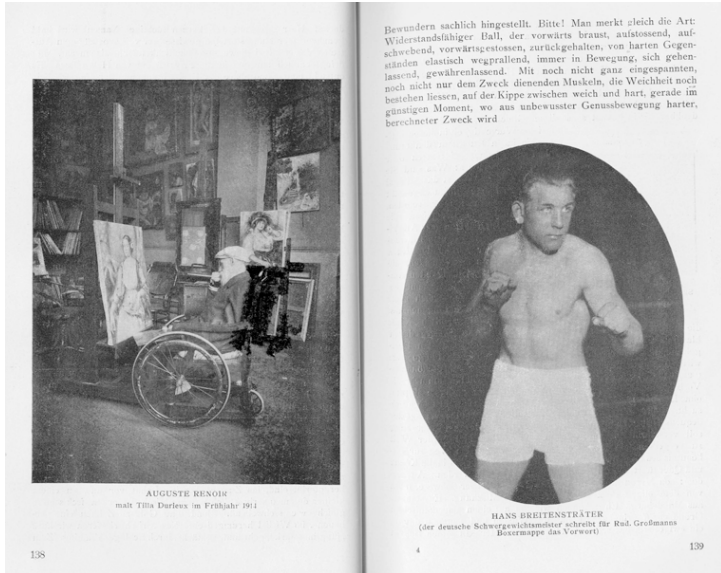 AUGUSTE RENOIR
malt Tilla Durieux im Frühjahr 1914
138
Bewundern sachlich hingestellt. Bitte! Man merkt gleich die Art:
Widerstandsfähiger Ball, der vorwärts braust, aufstossend, auf-
schwebend, vorwärtsgestossen, zurückgehalten, von harten Gegen-
ständen elastisch wegprallend, immer in Bewegung, sich gehen-
lassend, gewährenlassend. Mit noch nicht ganz eingespannten,
noch nicht nur dem Zweck dienenden Muskeln, die Weichheit noch
bestehen liessen, auf der Kippe zwischen weich und hart, gerade im
günstigen Moment, wo aus unbewusster Genussbewegung harter,
berechneter Zweck wird
HANS BREITENSTRÄTER
(der deutsche Schwergewichtsmeister schreibt für Rud. Großmanns
Boxermappe das Vorwort)
4
139